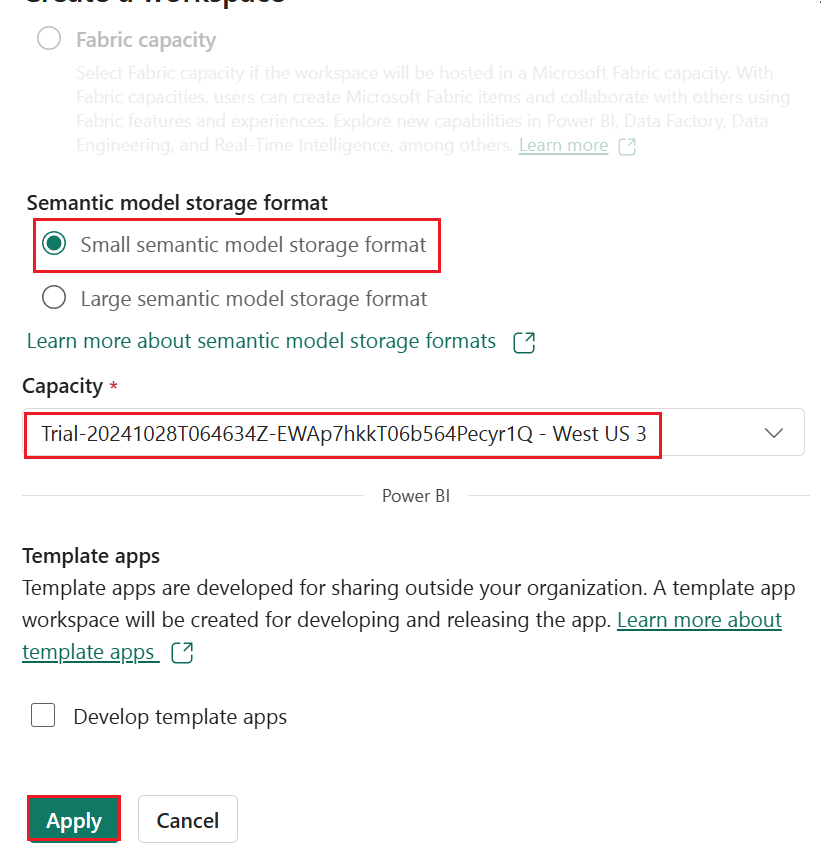 Create a workspace
Fabric capacity
Select Fabric capacity if the workspace will be hosted in a Microsoft Fabric capacity. With
Fabric capacities, users can create Microsoft Fabric items and collaborate with others using
Fabric features and experiences. Explore new capabilities in Power BI, Data Factory, Data
Engineering, and Real-Time Intelligence, among others. Learn more
Semantic model storage format
Small semantic model storage format
Large semantic model storage format
Learn more about semantic model storage formats
Capacity *
Trial-20241028T064634Z-EWAp7hkkT06b564Pecyr1Q - West US 3
Power BI
Template apps
Template apps are developed for sharing outside your organization. A template app
workspace will be created for developing and releasing the app. Learn more about
template apps
Develop template apps
Apply
Cancel